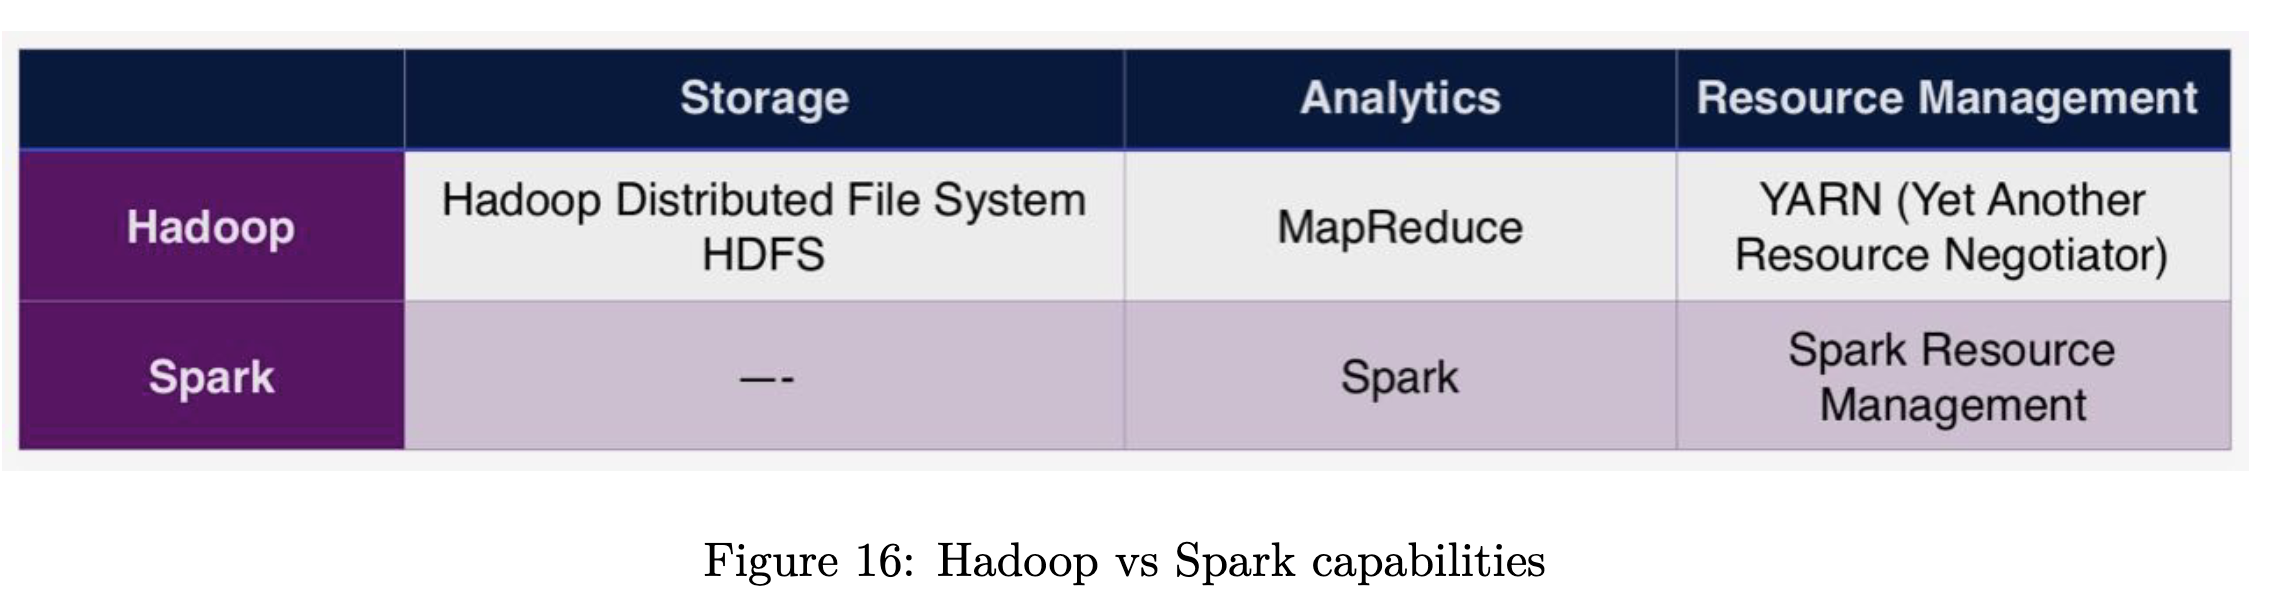 Storage Analytics Resource Management
Hadoop Hadoop Distributed File System HDFS MapReduce YARN (Yet Another Resource Negotiator)
Spark —- Spark Spark Resource Management
Figure 16: Hadoop vs Spark capabilities